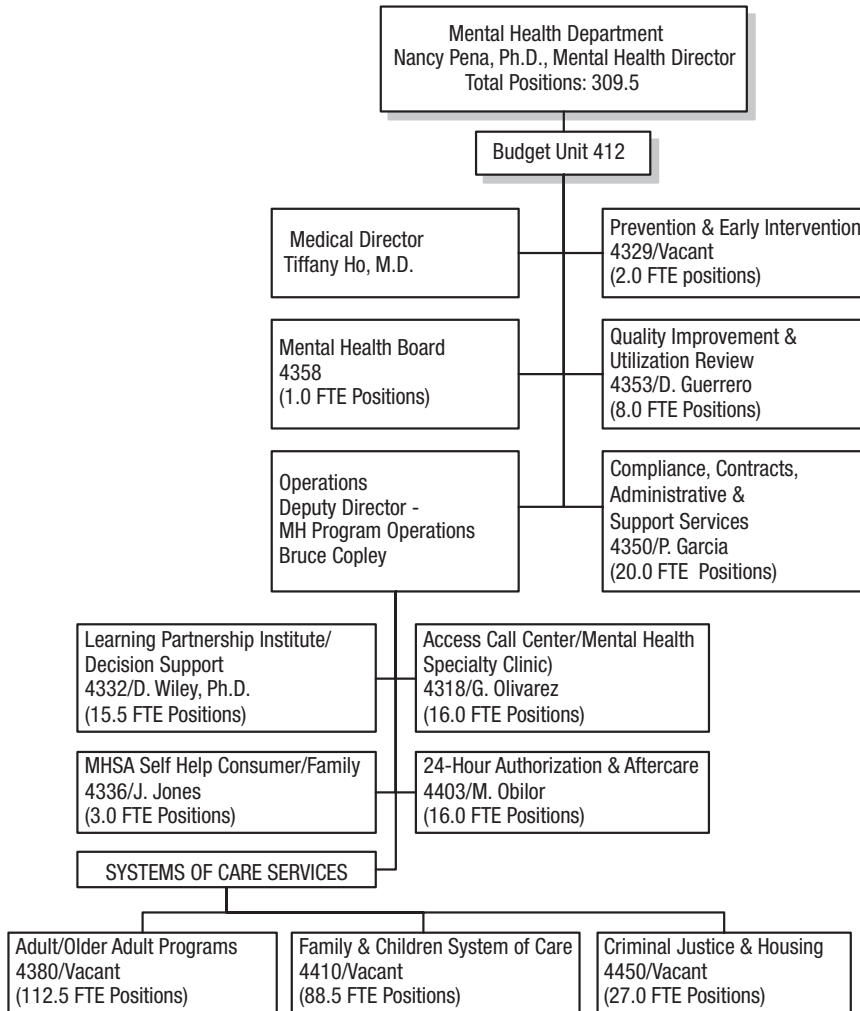 Mental Health Department
Nancy Pena, Ph.D., Mental Health Director
Total Positions: 309.5
Budget Unit 412
Medical Director
Tiffany Ho, M.D.
Prevention & Early Intervention
4329/Vacant
(2.0 FTE positions)
Mental Health Board
4358
(1.0 FTE Positions)
Quality Improvement &
Utilization Review
4353/D. Guerrero
(8.0 FTE Positions)
Operations
Deputy Director -
MH Program Operations
Bruce Copley
Compliance, Contracts,
Administrative &
Support Services
4350/P. Garcia
(20.0 FTE Positions)
Learning Partnership Institute/
Decision Support
4332/D. Wiley, Ph.D.
(15.5 FTE Positions)
Access Call Center/Mental Health
Specialty Clinic)
4318/G. Olivarez
(16.0 FTE Positions)
MHSA Self Help Consumer/Family
4336/J. Jones
(3.0 FTE Positions)
24-Hour Authorization & Aftercare
4403/M. Obilor
(16.0 FTE Positions)
SYSTEMS OF CARE SERVICES
Adult/Older Adult Programs
4380/Vacant
(112.5 FTE Positions)
Family & Children System of Care
4410/Vacant
(88.5 FTE Positions)
Criminal Justice & Housing
4450/Vacant
(27.0 FTE Positions)